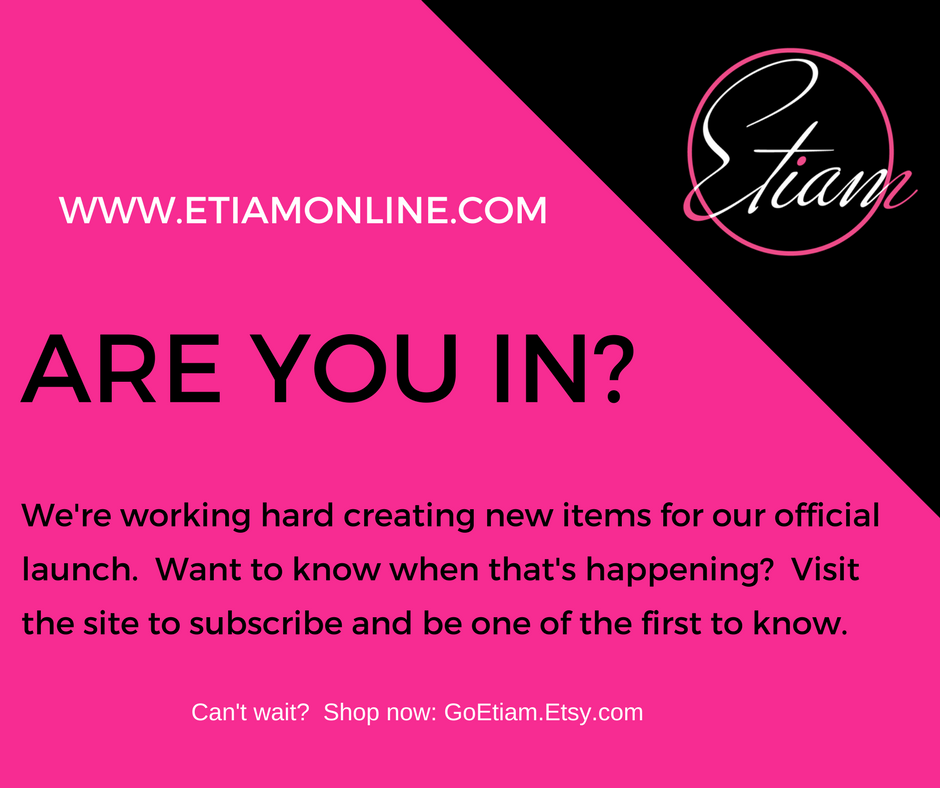 Etiam
WWW.ETIAMONLINE.COM
ARE YOU IN?
We're working hard creating new items for our official
launch.  Want to know when that's happening?  Visit
the site to subscribe and be one of the first to know.
Can't wait?  Shop now: GoEtiam.Etsy.com